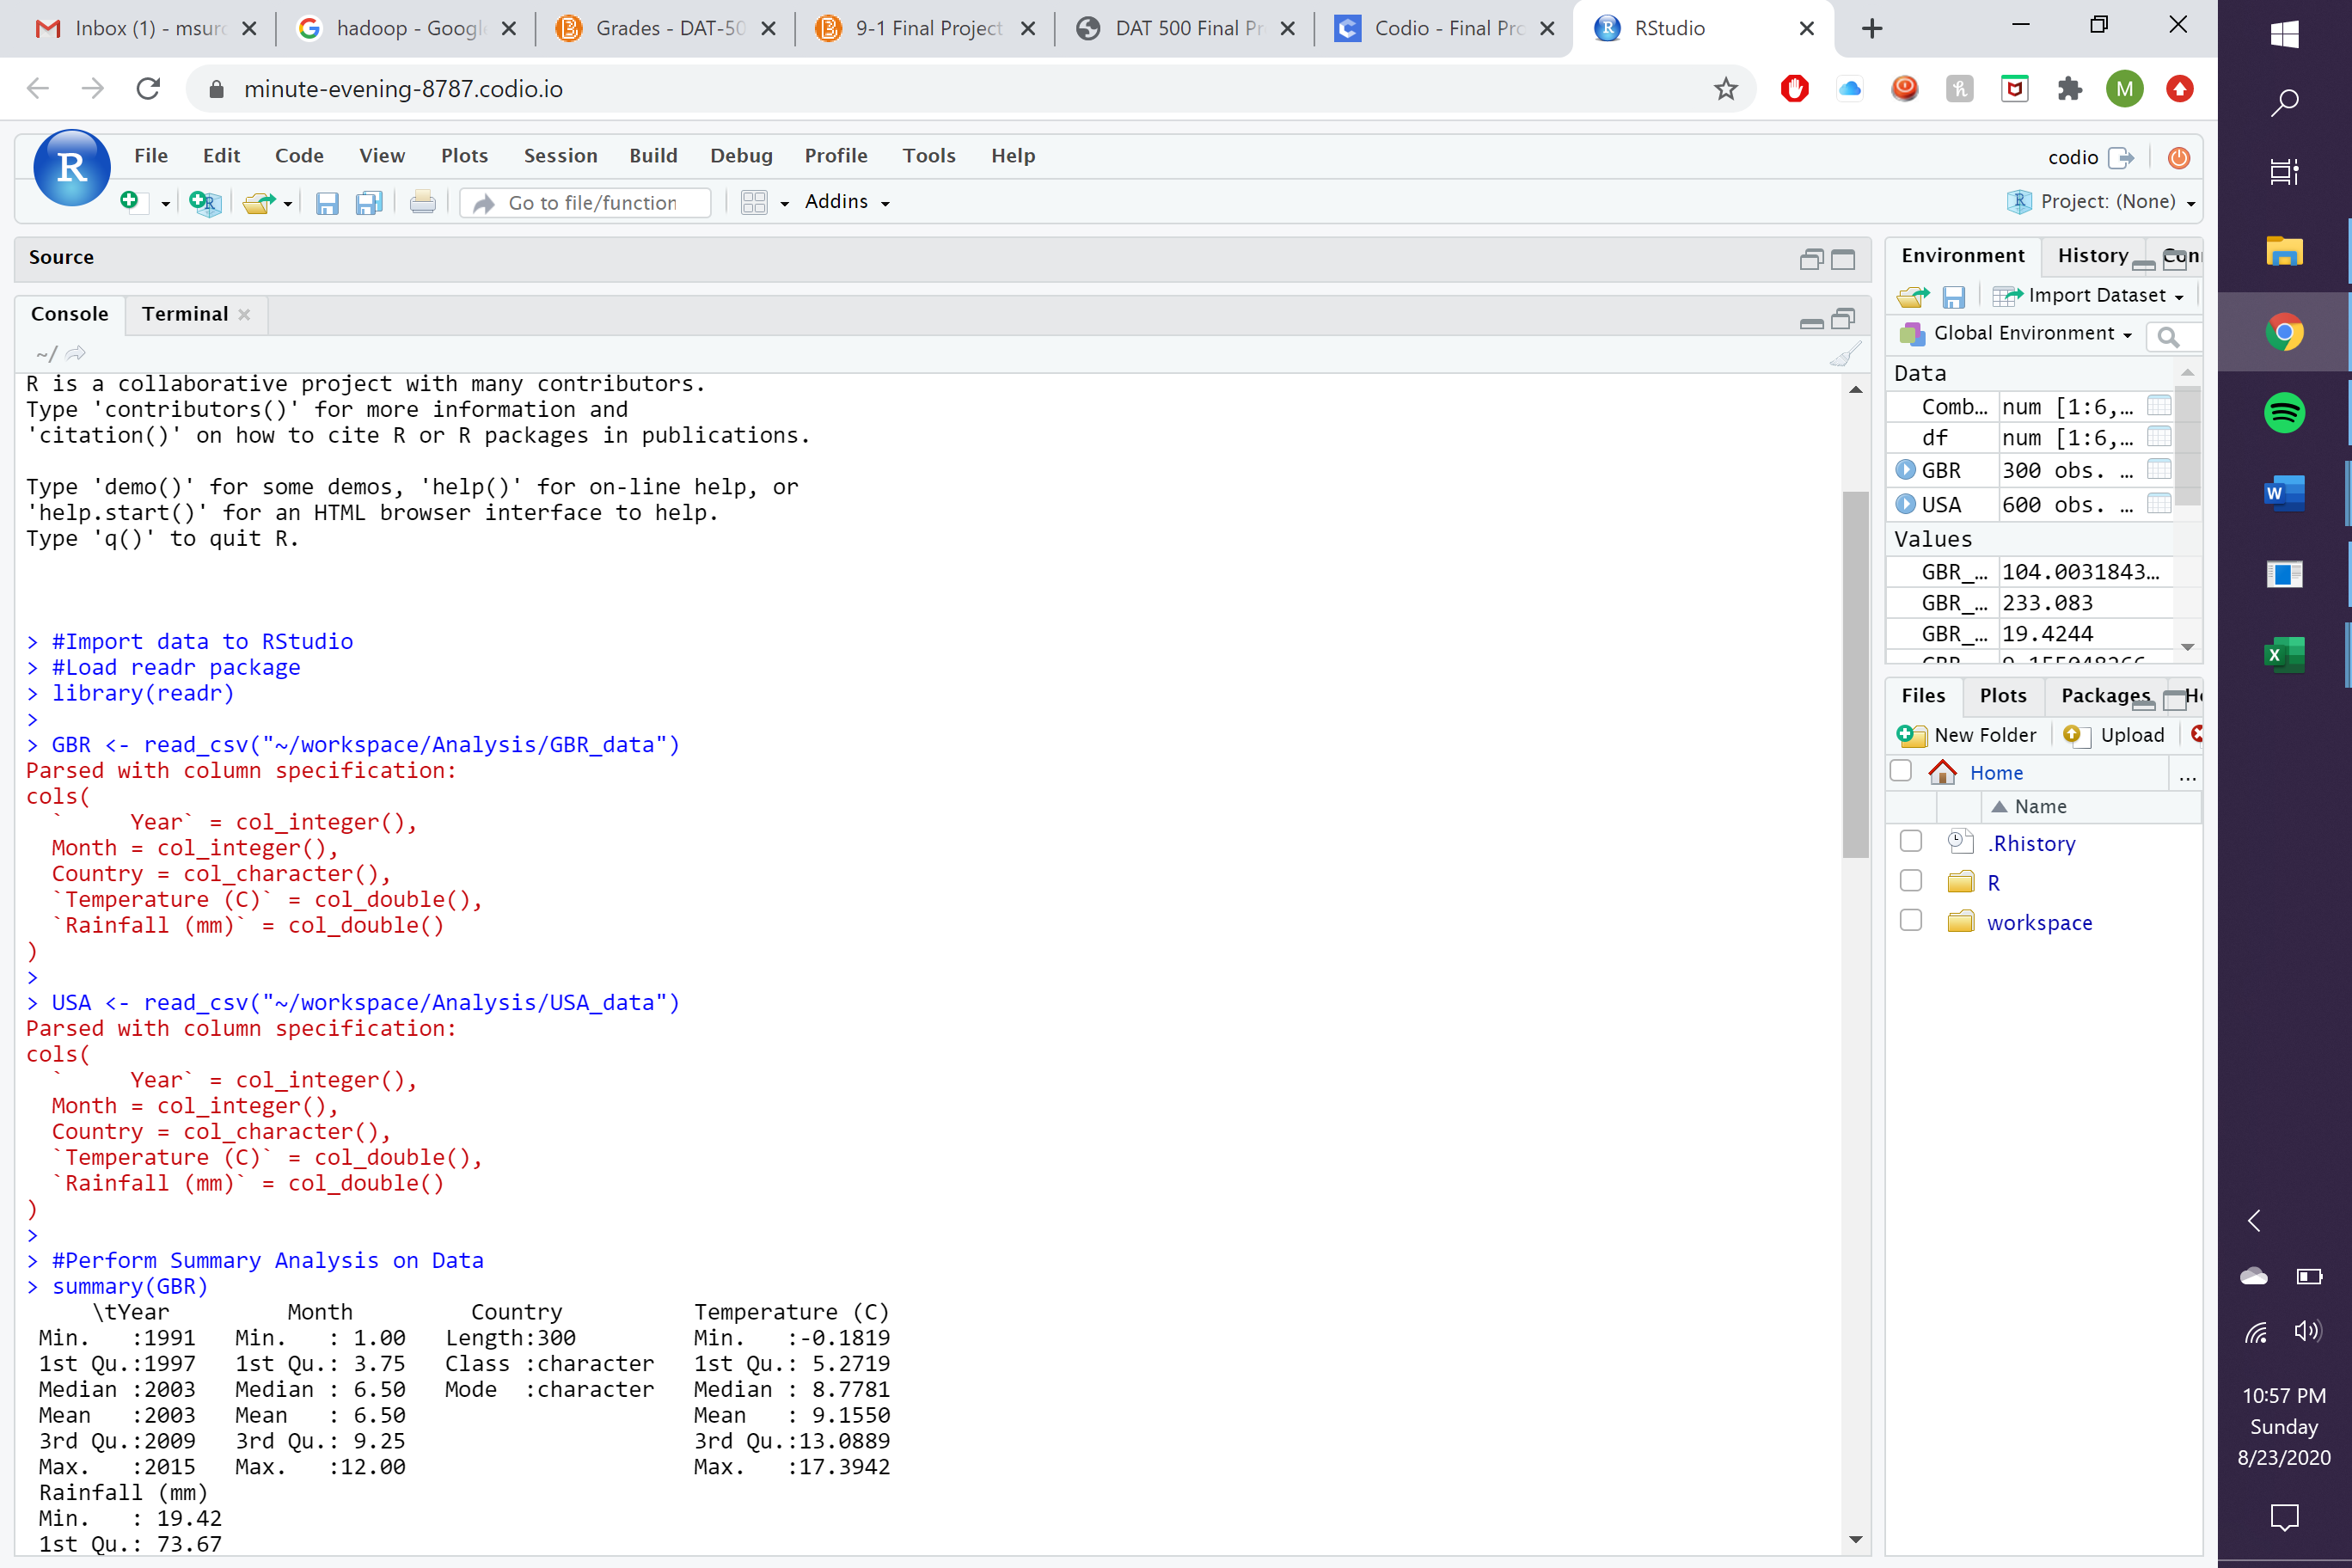 Inbox (1) - msurc
hadoop - Google
Grades - DAT-50
9-1 Final Project
DAT 500 Final Pr
Codio - Final Pro
RStudio
minute-evening-8787.codio.io
M
R
File Edit Code View Plots Session Build Debug Profile Tools Help
codio
Go to file/function
Addins
Project: (None)
Source
Console Terminal
~/
R is a collaborative project with many contributors.
Type 'contributors()' for more information and
'citation()' on how to cite R or R packages in publications.
Type 'demo()' for some demos, 'help()' for on-line help, or
'help.start()' for an HTML browser interface to help.
Type 'q()' to quit R.
> #Import data to RStudio
> #Load readr package
> library(readr)
>
> GBR <- read_csv("~/workspace/Analysis/GBR_data")
Parsed with column specification:
cols(
  `     Year` = col_integer(),
  Month = col_integer(),
  Country = col_character(),
  `Temperature (C)` = col_double(),
  `Rainfall (mm)` = col_double()
)
>
> USA <- read_csv("~/workspace/Analysis/USA_data")
Parsed with column specification:
cols(
  `     Year` = col_integer(),
  Month = col_integer(),
  Country = col_character(),
  `Temperature (C)` = col_double(),
  `Rainfall (mm)` = col_double()
)
>
> #Perform Summary Analysis on Data
> summary(GBR)
     \tYear         Month         Country          Temperature (C)
 Min.   :1991   Min.   : 1.00   Length:300         Min.   :-0.1819
 1st Qu.:1997   1st Qu.: 3.75   Class :character   1st Qu.: 5.2719
 Median :2003   Median : 6.50   Mode  :character   Median : 8.7781
 Mean   :2003   Mean   : 6.50                      Mean   : 9.1550
 3rd Qu.:2009   3rd Qu.: 9.25                      3rd Qu.:13.0889
 Max.   :2015   Max.   :12.00                      Max.   :17.3942
 Rainfall (mm)
 Min.   : 19.42
 1st Qu.: 73.67
Environment History Conn
Import Dataset
Global Environment
Data
Comb… num [1:6,…
df num [1:6,…
GBR 300 obs. …
USA 600 obs. …
Values
GBR_… 104.0031843…
GBR_… 233.083
GBR_… 19.4244
Files Plots Packages He
New Folder Upload
Home ...
Name
.Rhistory
R
workspace
10:57 PM
Sunday
8/23/2020